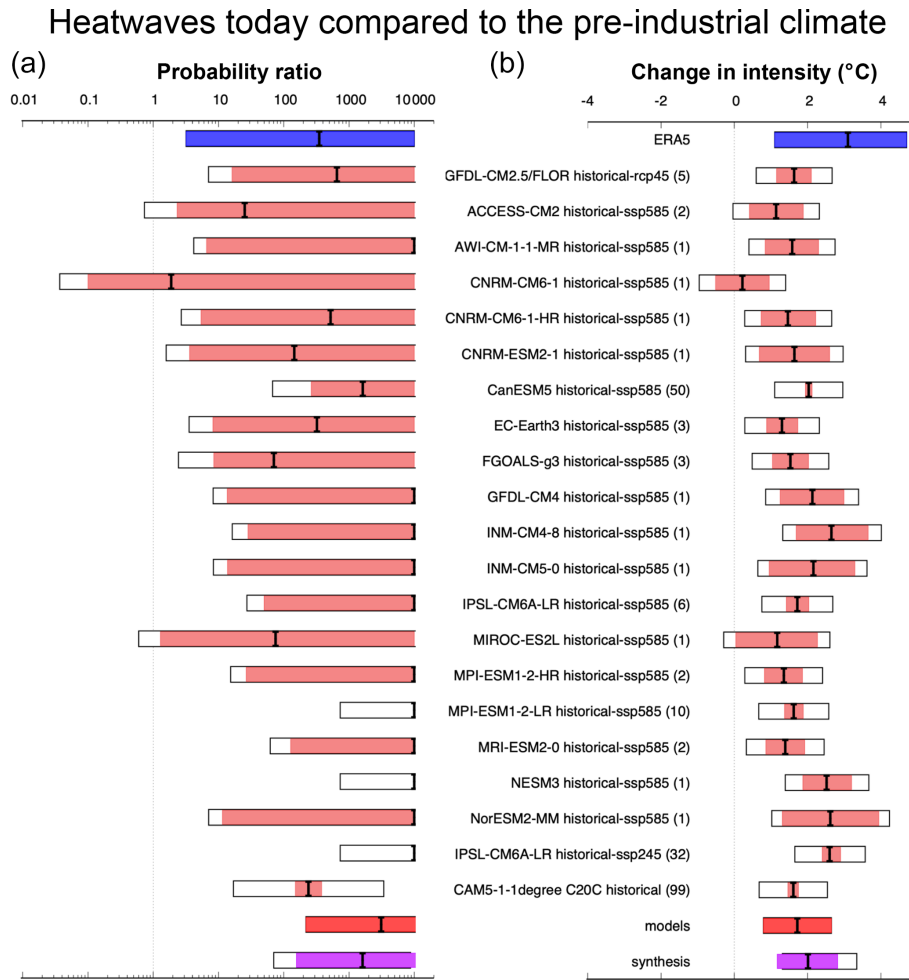 Heatwaves today compared to the pre-industrial climate
(a) Probability ratio
(b) Change in intensity (°C)
0.01 0.1 1 10 100 1000 10000
-4 -2 0 2 4
ERA5
GFDL-CM2.5/FLOR historical-rcp45 (5)
ACCESS-CM2 historical-ssp585 (2)
AWI-CM-1-1-MR historical-ssp585 (1)
CNRM-CM6-1 historical-ssp585 (1)
CNRM-CM6-1-HR historical-ssp585 (1)
CNRM-ESM2-1 historical-ssp585 (1)
CanESM5 historical-ssp585 (50)
EC-Earth3 historical-ssp585 (3)
FGOALS-g3 historical-ssp585 (3)
GFDL-CM4 historical-ssp585 (1)
INM-CM4-8 historical-ssp585 (1)
INM-CM5-0 historical-ssp585 (1)
IPSL-CM6A-LR historical-ssp585 (6)
MIROC-ES2L historical-ssp585 (1)
MPI-ESM1-2-HR historical-ssp585 (2)
MPI-ESM1-2-LR historical-ssp585 (10)
MRI-ESM2-0 historical-ssp585 (2)
NESM3 historical-ssp585 (1)
NorESM2-MM historical-ssp585 (1)
IPSL-CM6A-LR historical-ssp245 (32)
CAM5-1-1degree C20C historical (99)
models
synthesis